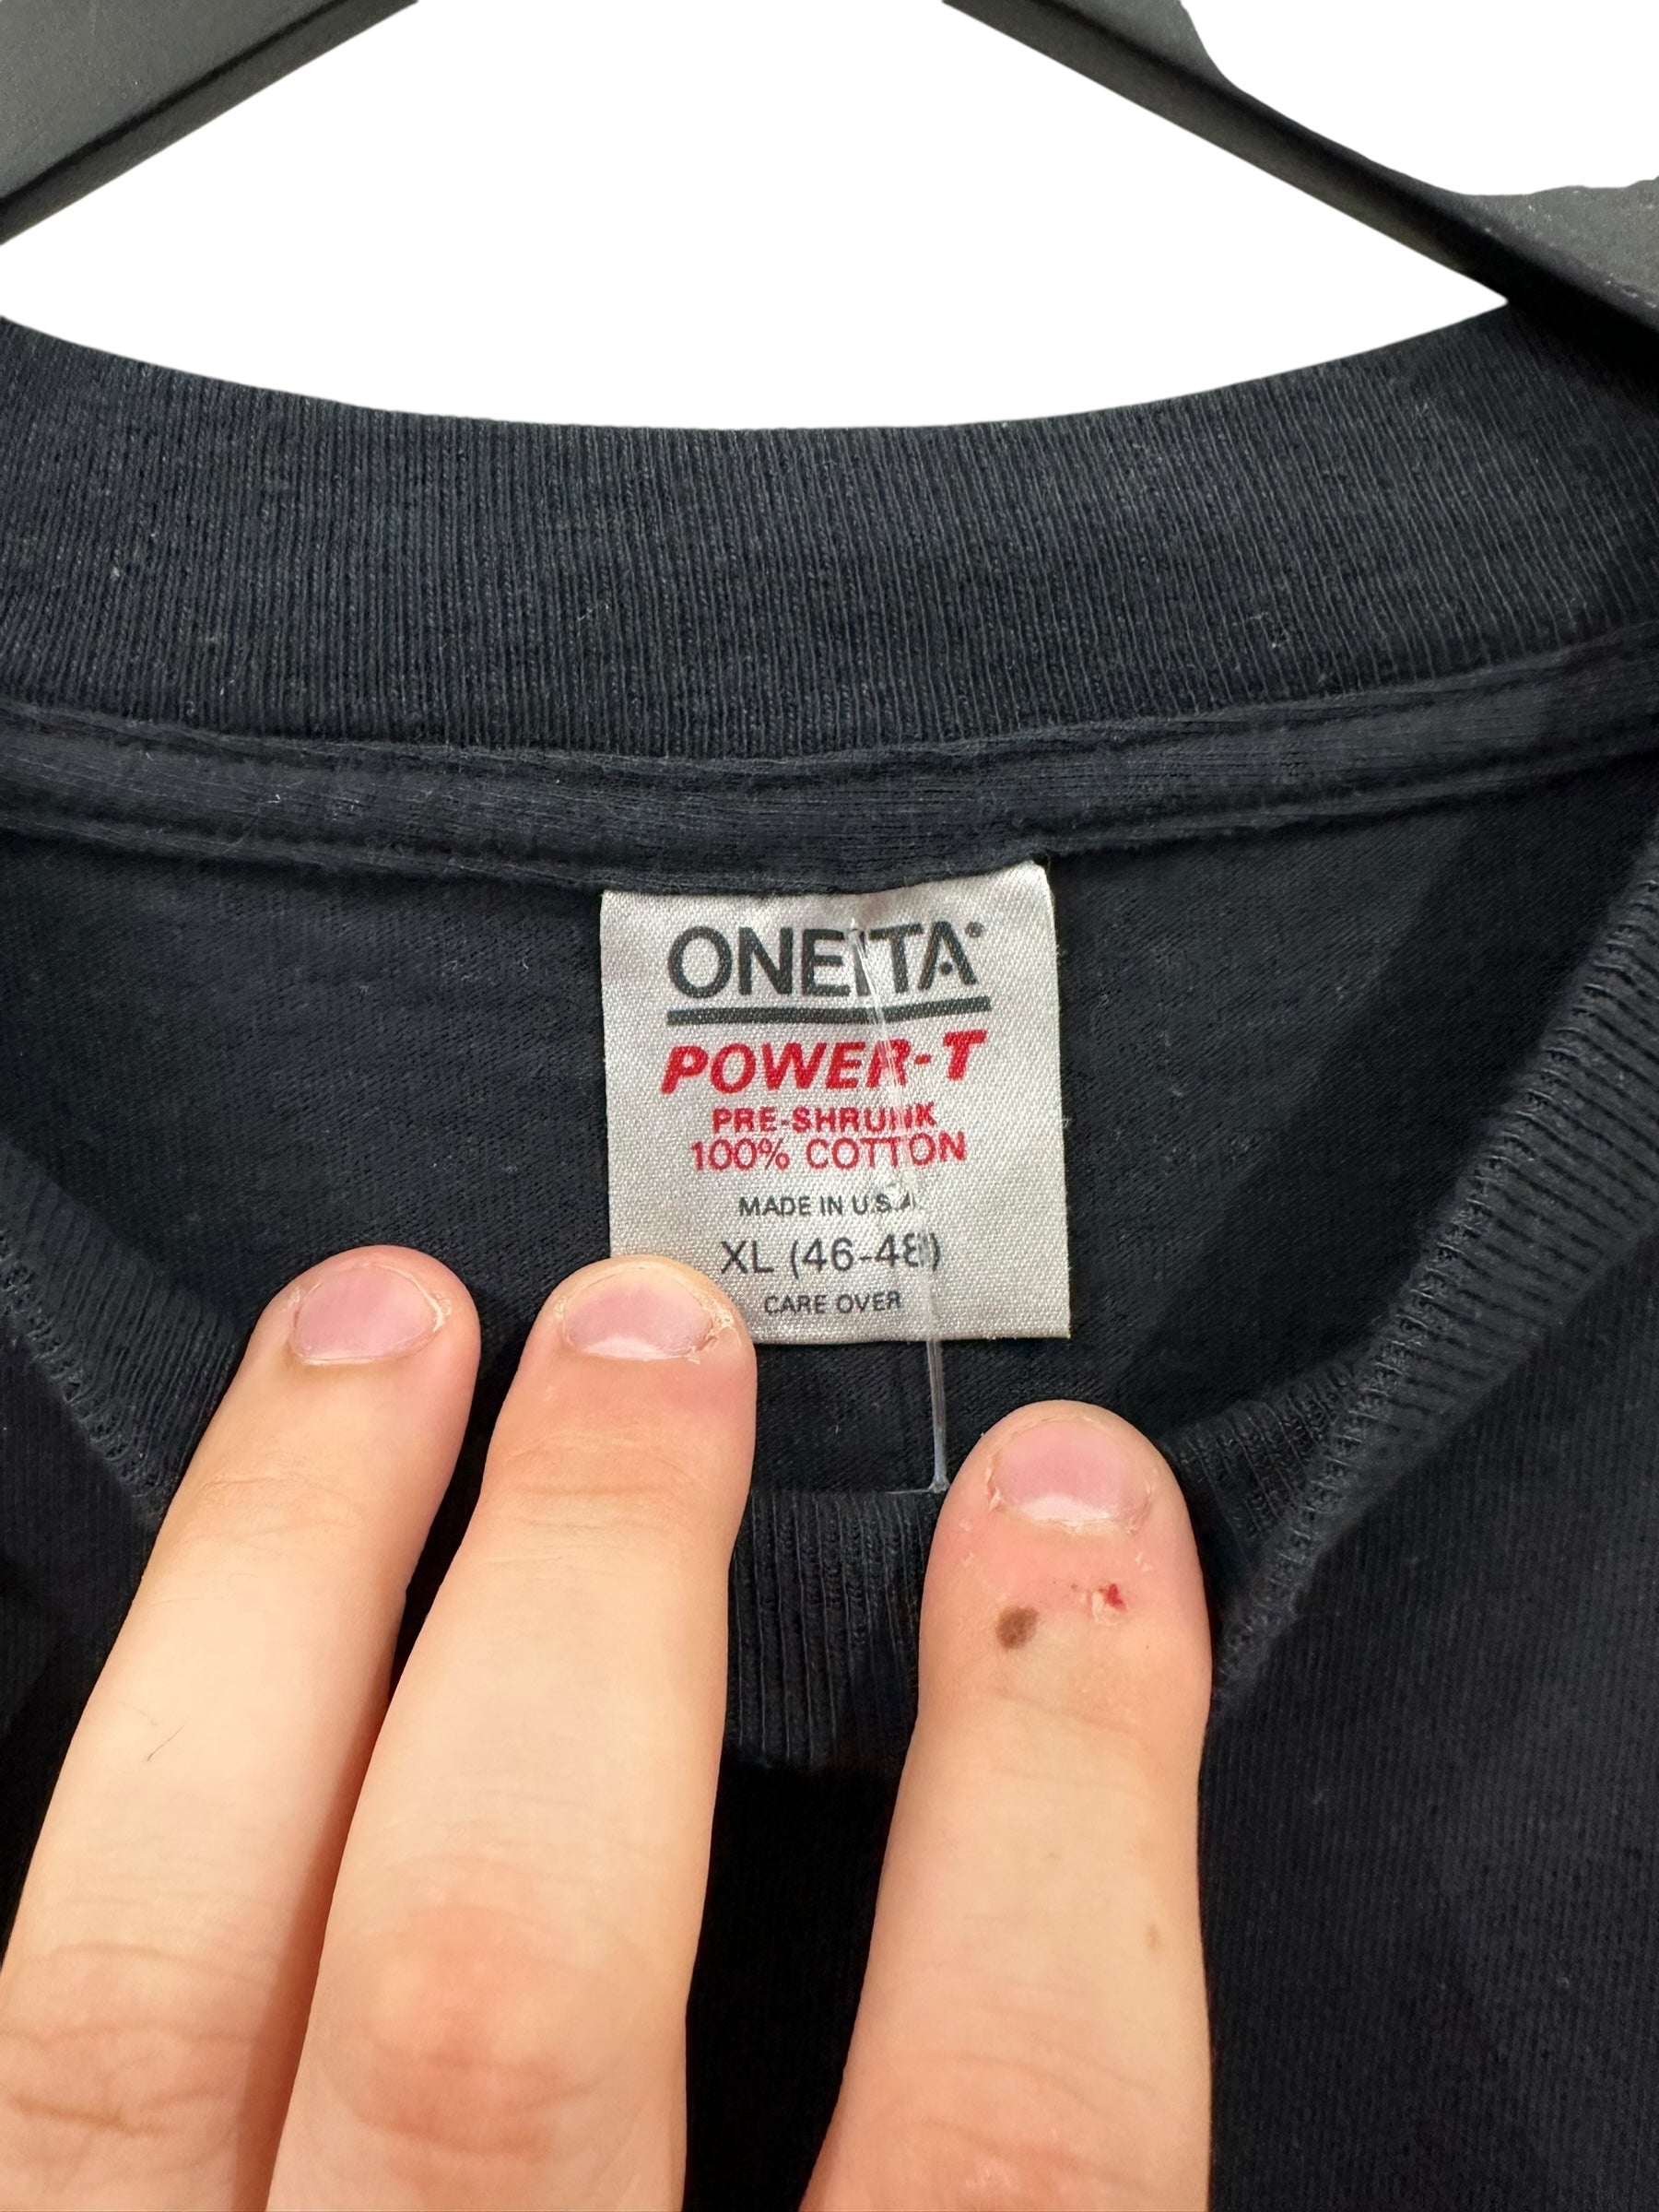 ONEITA®
POWER-T
PRE-SHRUNK
100% COTTON
MADE IN U.S.A.
XL (46-48)
CARE OVER